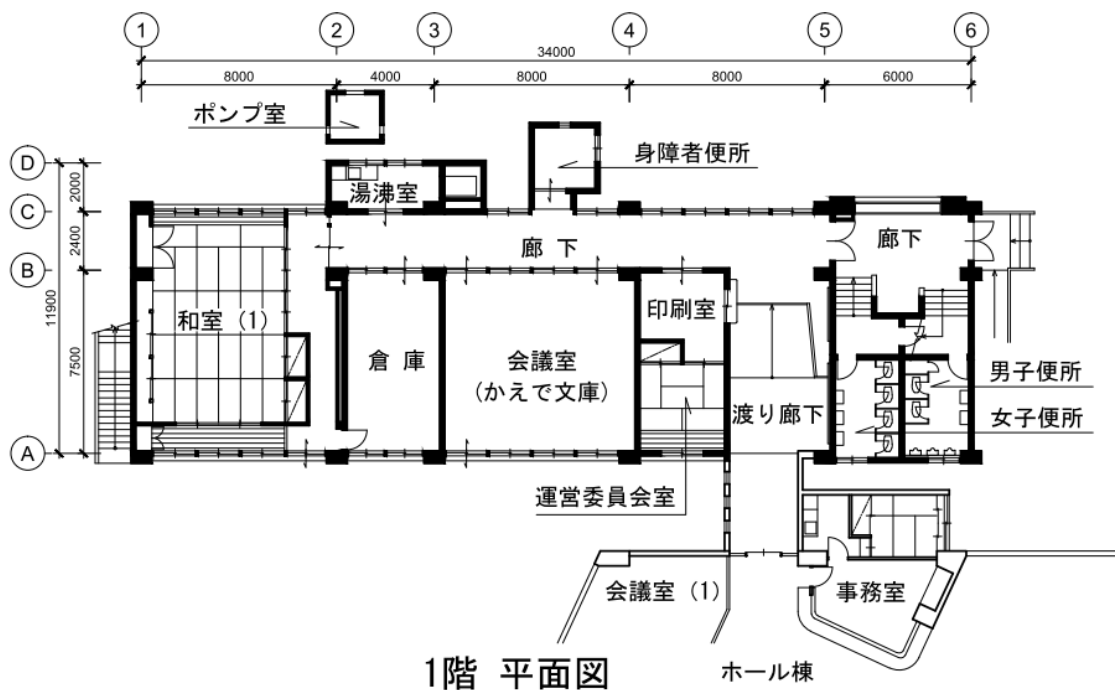 1 2 3 4 5 6
34000
8000 4000 8000 8000 6000
ポンプ室
D
身障者便所
2000
湯沸室
C
2400
廊下
廊下
B
11900
印刷室
和室（1）
7500
倉庫
会議室
(かえで文庫)
男子便所
渡り廊下
女子便所
A
運営委員会室
会議室（1）
事務室
1階 平面図
ホール棟